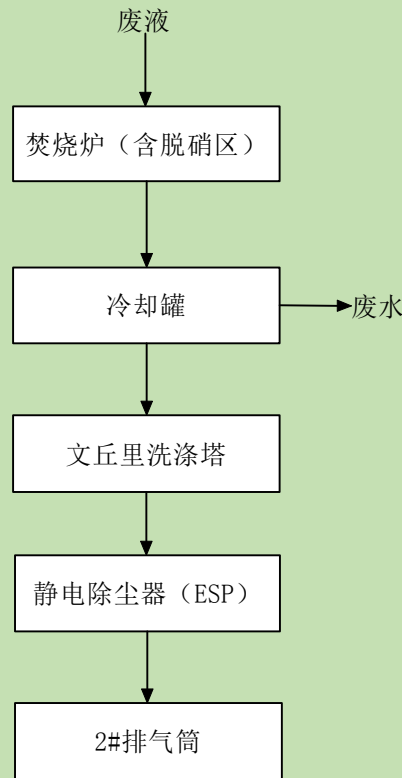 废液
焚烧炉（含脱硝区）
冷却罐
废水
文丘里洗涤塔
静电除尘器（ESP）
2#排气筒